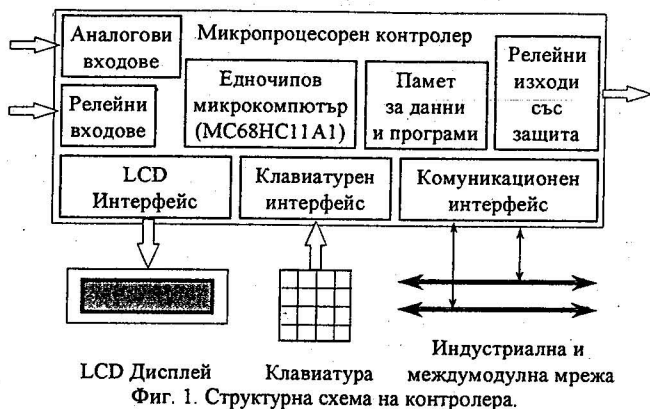 Микропроцесорен контролер
Аналогови
входове
Релейни
входове
Едночипов
микрокомпютър
(MC68HC11A1)
Памет
за данни
и програми
Релейни
изходи
със
защита
LCD
Интерфейс
Клавиатурен
интерфейс
Комуникационен
интерфейс
LCD Дисплей
Клавиатура
Индустриална и
междумодулна мрежа
Фиг. 1. Структурна схема на контролера.